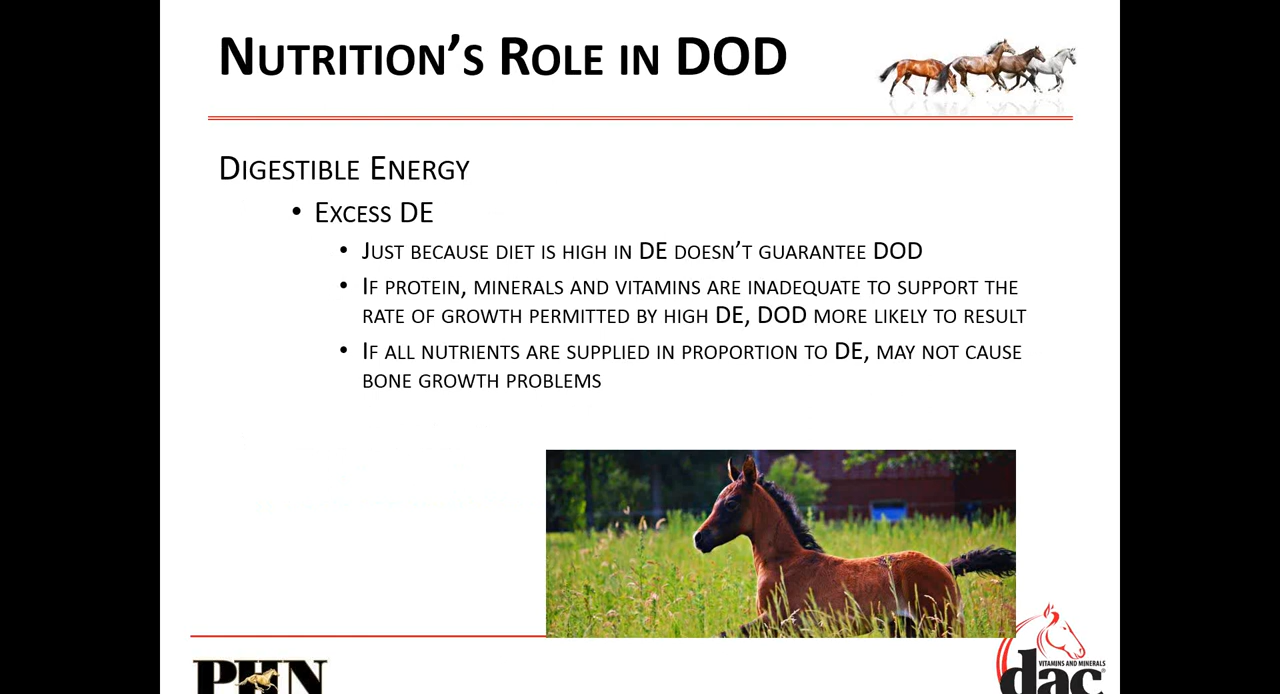 Nutrition's Role in DOD
Digestible Energy
• Excess DE
• Just because diet is high in DE doesn't guarantee DOD
• If protein, minerals and vitamins are inadequate to support the
rate of growth permitted by high DE, DOD more likely to result
• If all nutrients are supplied in proportion to DE, may not cause
bone growth problems
PHN
VITAMINS AND MINERALS
dac